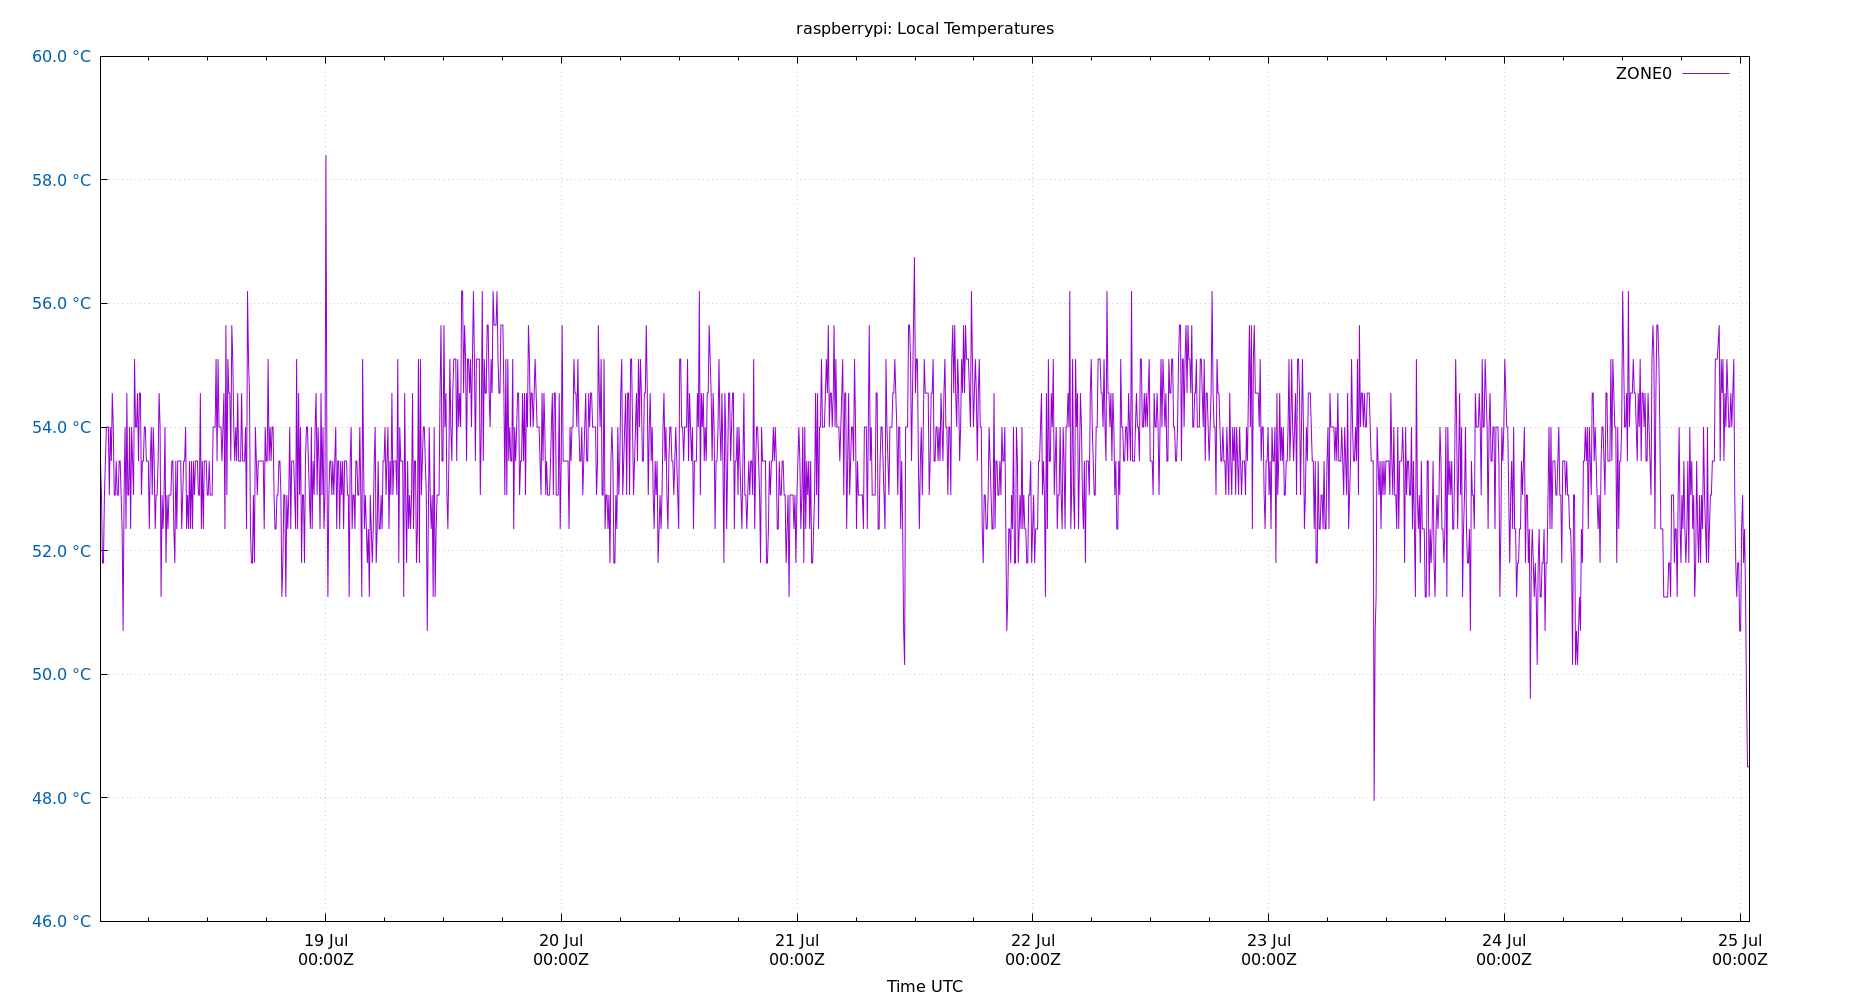 raspberrypi: Local Temperatures
60.0 °C
ZONE0
58.0 °C
56.0 °C
54.0 °C
52.0 °C
50.0 °C
48.0 °C
46.0 °C
19 Jul 20 Jul 21 Jul 22 Jul 23 Jul 24 Jul 25 Jul
00:00Z 00:00Z 00:00Z 00:00Z 00:00Z 00:00Z 00:00Z
Time UTC